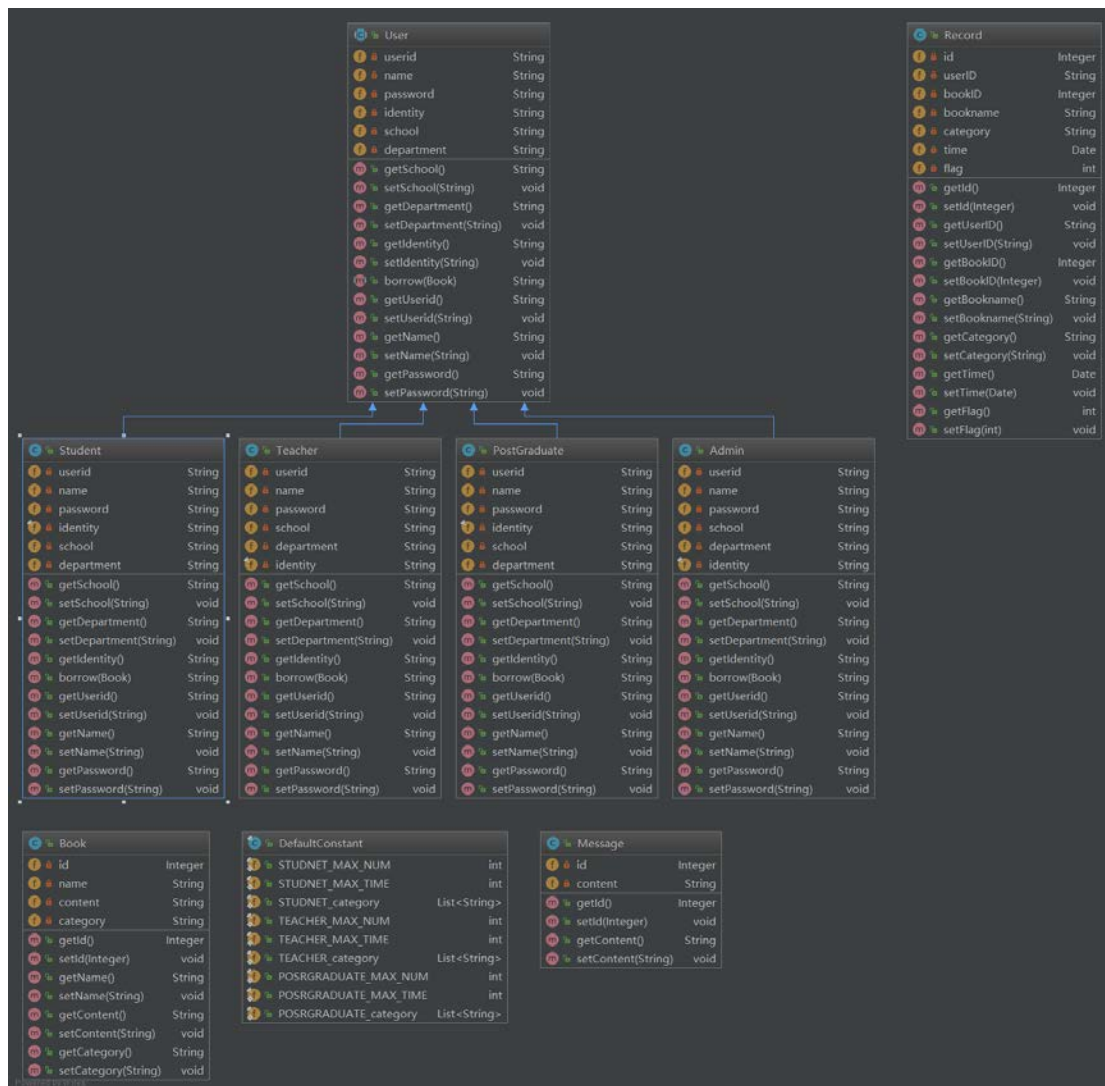 User
userid String
name String
password String
identity String
school String
department String
getSchool() String
setSchool(String) void
getDepartment() String
setDepartment(String) void
getIdentity() String
setIdentity(String) void
borrow(Book) String
getUserid() String
setUserid(String) void
getName() String
setName(String) void
getPassword() String
setPassword(String) void
Record
id Integer
userID String
bookID Integer
bookname String
category String
time Date
flag int
getId() Integer
setId(Integer) void
getUserID() String
setUserID(String) void
getBookID() Integer
setBookID(Integer) void
getBookname() String
setBookname(String) void
getCategory() String
setCategory(String) void
getTime() Date
setTime(Date) void
getFlag() int
setFlag(int) void
Student
userid String
name String
password String
identity String
school String
department String
getSchool() String
setSchool(String) void
getDepartment() String
setDepartment(String) void
getIdentity() String
borrow(Book) String
getUserid() String
setUserid(String) void
getName() String
setName(String) void
getPassword() String
setPassword(String) void
Teacher
userid String
name String
password String
school String
department String
identity String
getSchool() String
setSchool(String) void
getDepartment() String
setDepartment(String) void
getIdentity() String
borrow(Book) String
getUserid() String
setUserid(String) void
getName() String
setName(String) void
getPassword() String
setPassword(String) void
PostGraduate
userid String
name String
password String
identity String
school String
department String
getSchool() String
setSchool(String) void
getDepartment() String
setDepartment(String) void
getIdentity() String
borrow(Book) String
getUserid() String
setUserid(String) void
getName() String
setName(String) void
getPassword() String
setPassword(String) void
Admin
userid String
name String
password String
school String
department String
identity String
getSchool() String
setSchool(String) void
getDepartment() String
setDepartment(String) void
getIdentity() String
borrow(Book) String
getUserid() String
setUserid(String) void
getName() String
setName(String) void
getPassword() String
setPassword(String) void
Book
id Integer
name String
content String
category String
getId() Integer
setId(Integer) void
getName() String
setName(String) void
getContent() String
setContent(String) void
getCategory() String
setCategory(String) void
DefaultConstant
STUDNET_MAX_NUM int
STUDNET_MAX_TIME int
STUDNET_category List<String>
TEACHER_MAX_NUM int
TEACHER_MAX_TIME int
TEACHER_category List<String>
POSRGRADUATE_MAX_NUM int
POSRGRADUATE_MAX_TIME int
POSRGRADUATE_category List<String>
Message
id Integer
content String
getId() Integer
setId(Integer) void
getContent() String
setContent(String) void